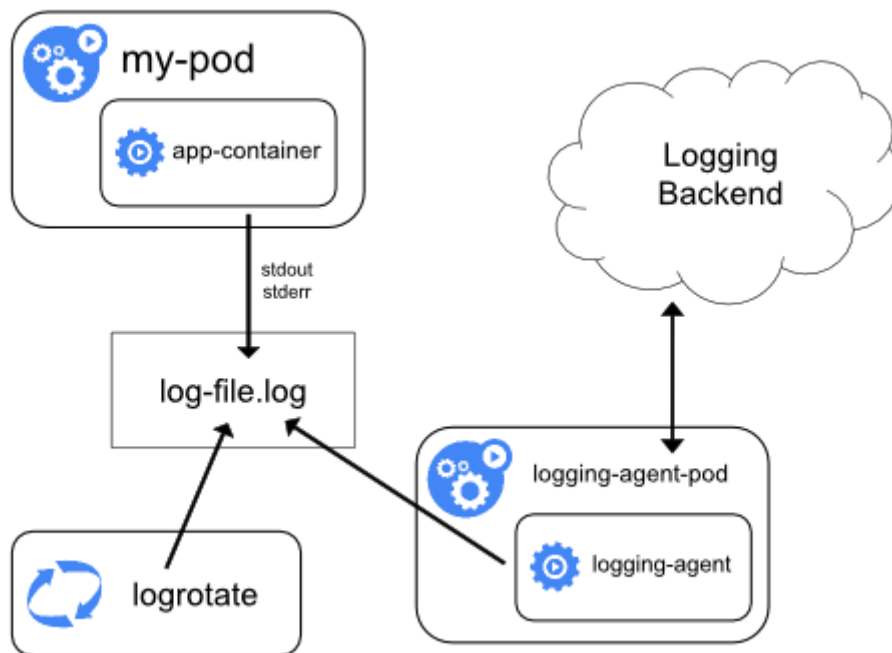 my-pod
app-container
Logging
Backend
stdout
stderr
log-file.log
logging-agent-pod
logging-agent
logrotate